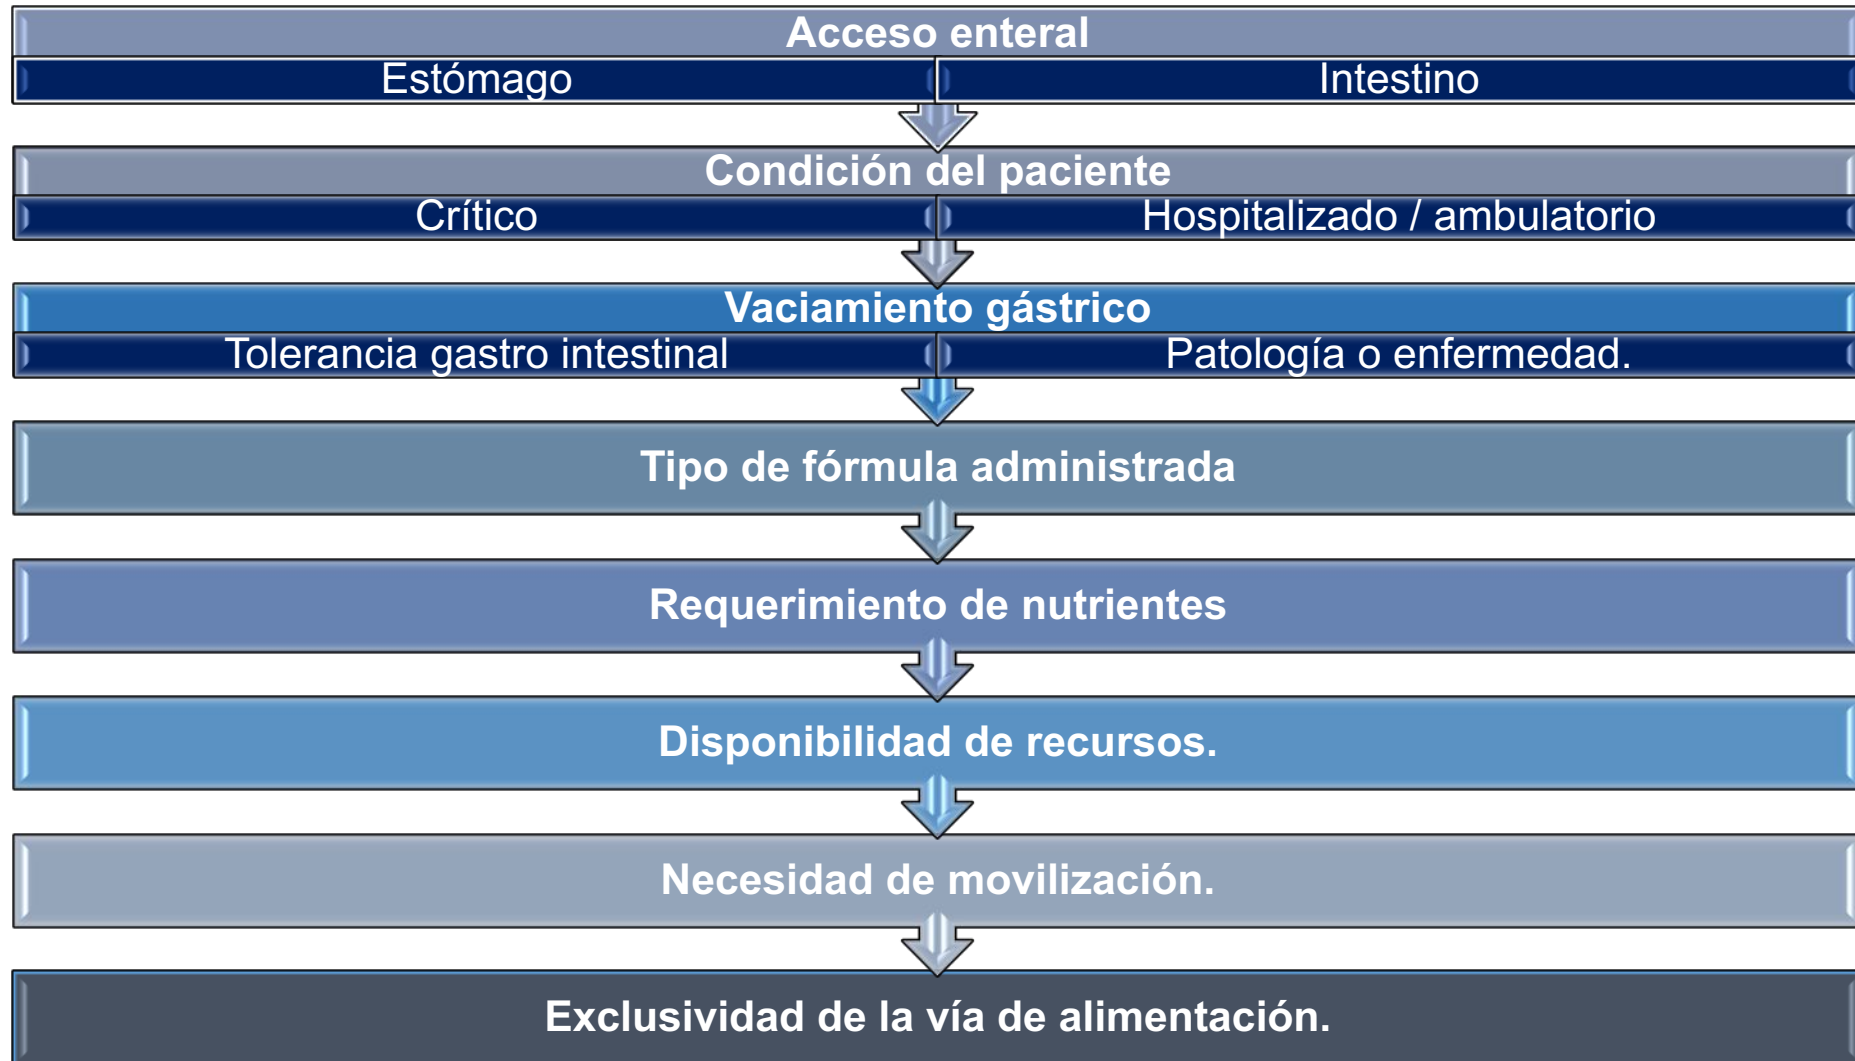 Acceso enteral
Estómago
Intestino
Condición del paciente
Crítico
Hospitalizado / ambulatorio
Vaciamiento gástrico
Tolerancia gastro intestinal
Patología o enfermedad.
Tipo de fórmula administrada
Requerimiento de nutrientes
Disponibilidad de recursos.
Necesidad de movilización.
Exclusividad de la vía de alimentación.